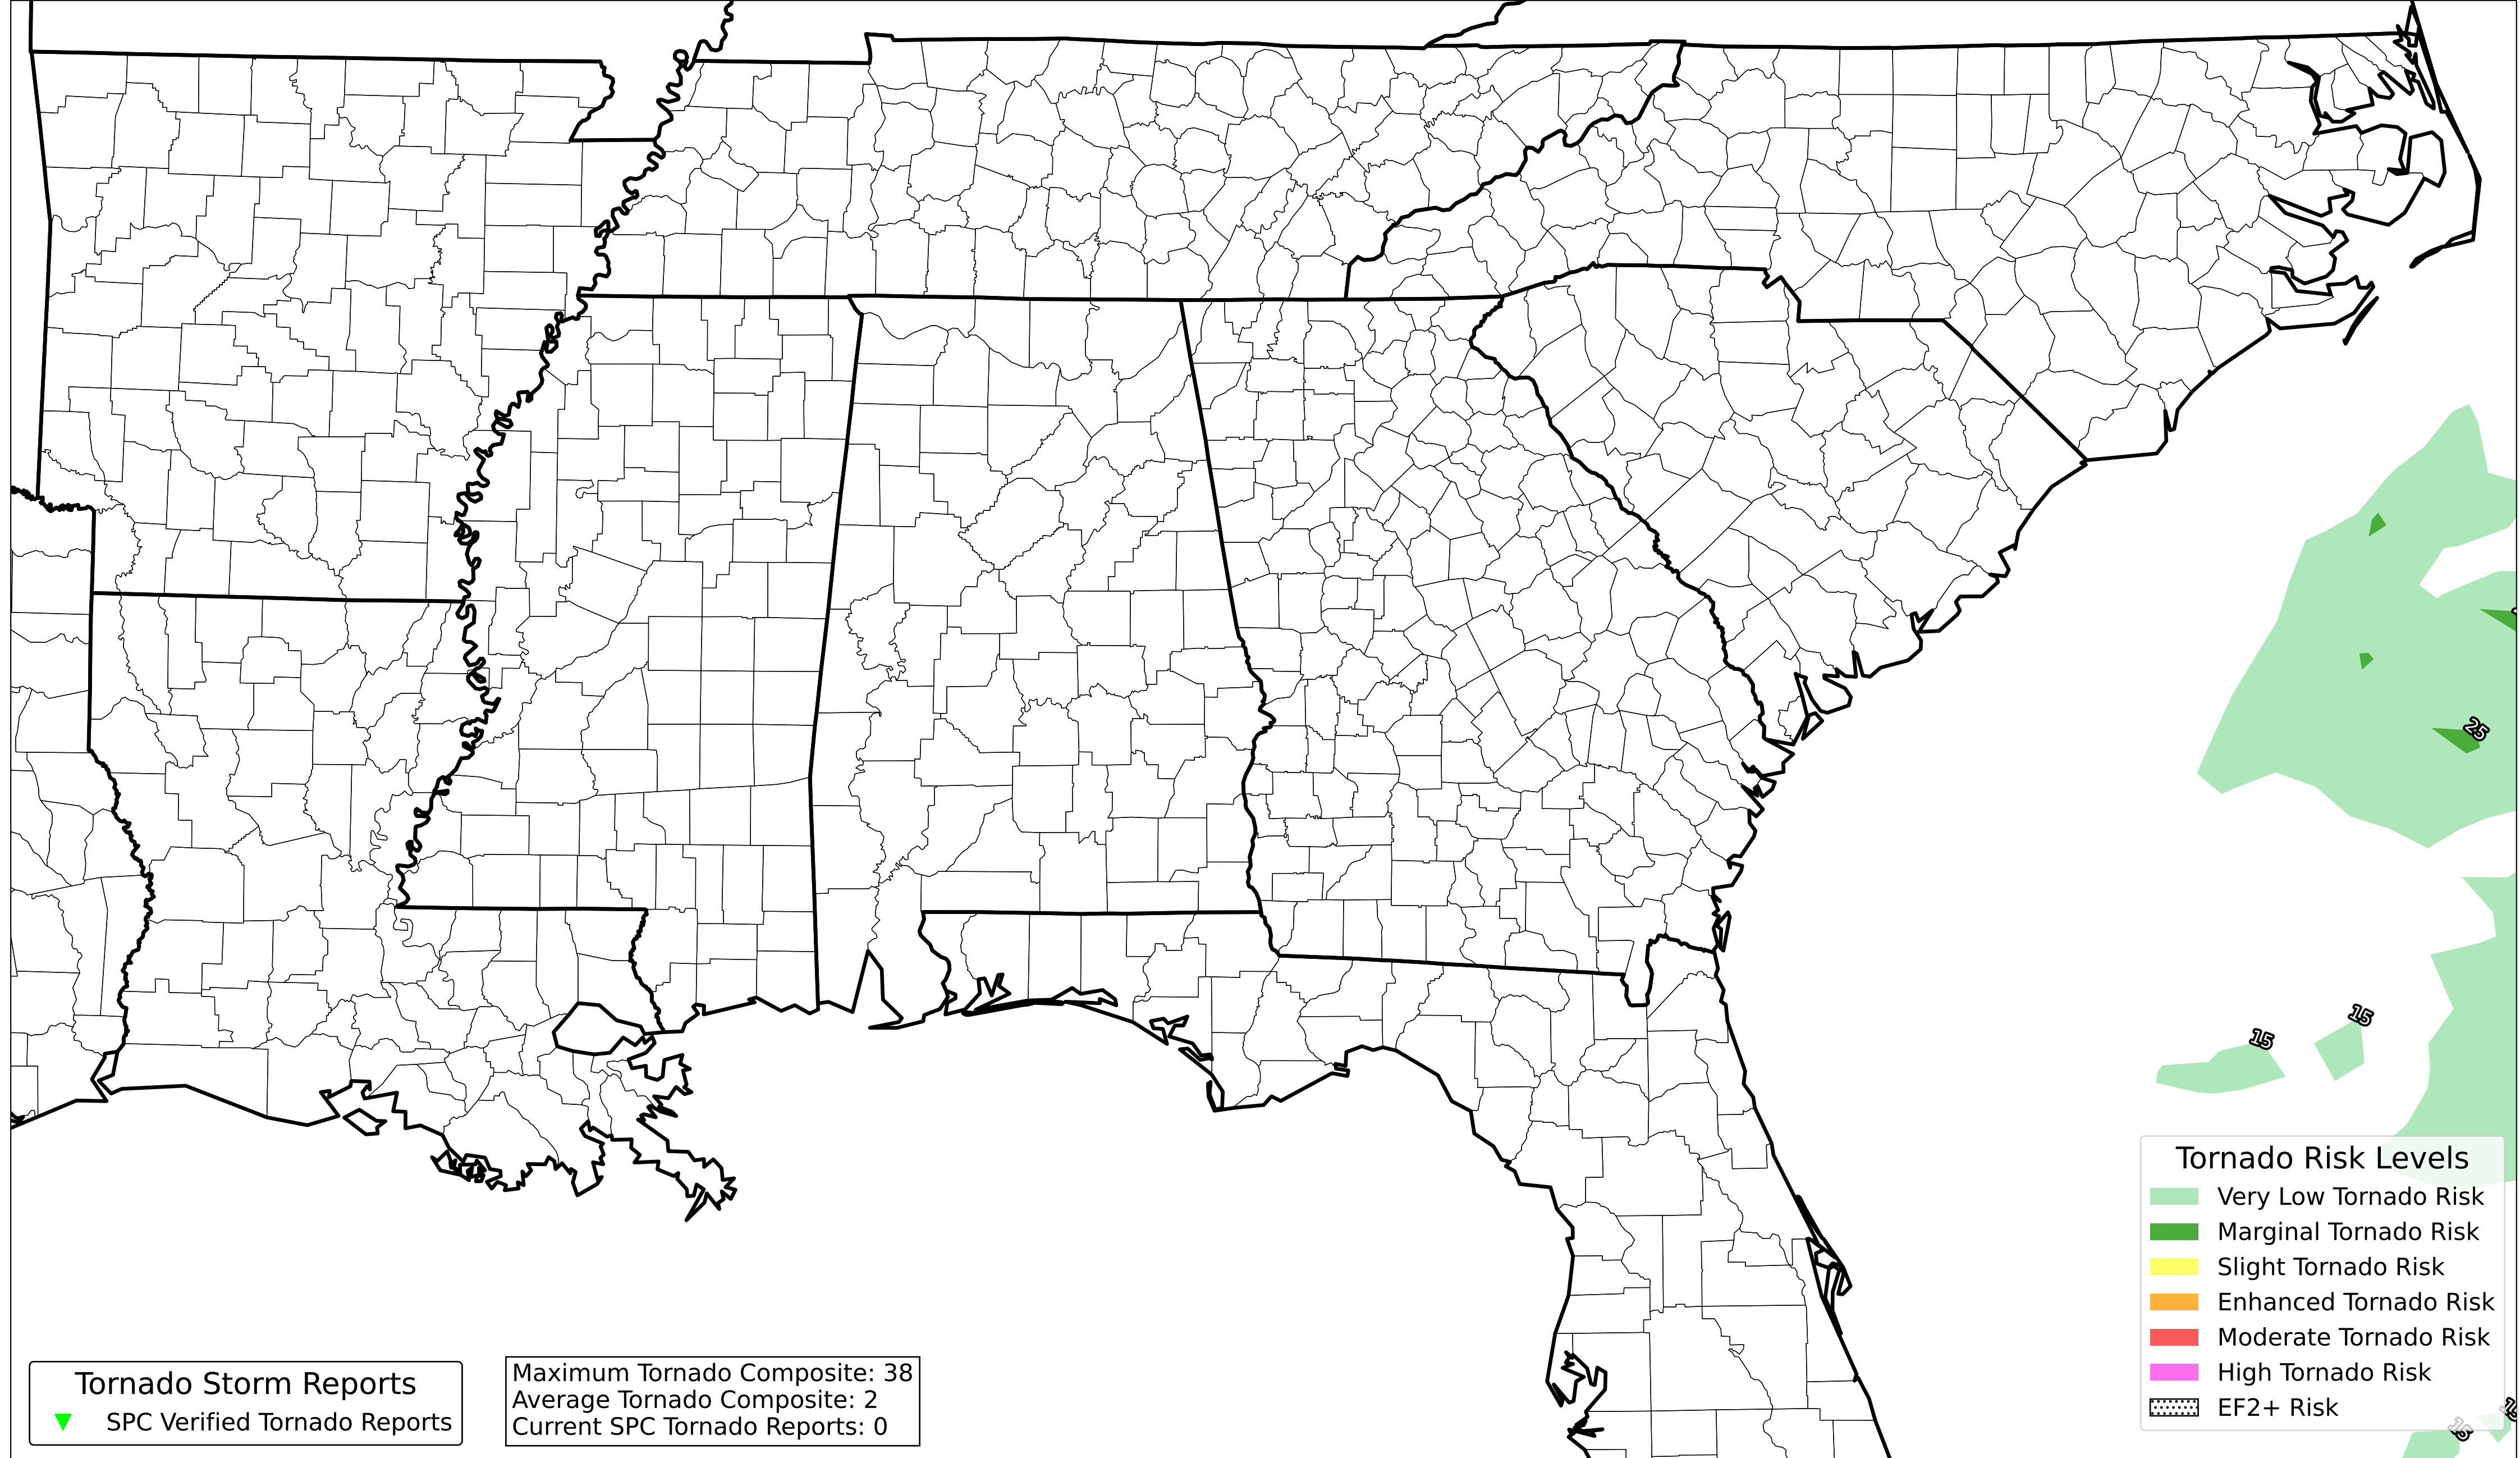 25
15
15
Tornado Risk Levels
Very Low Tornado Risk
Marginal Tornado Risk
Slight Tornado Risk
Enhanced Tornado Risk
Moderate Tornado Risk
High Tornado Risk
EF2+ Risk
Tornado Storm Reports
SPC Verified Tornado Reports
Maximum Tornado Composite: 38
Average Tornado Composite: 2
Current SPC Tornado Reports: 0
15